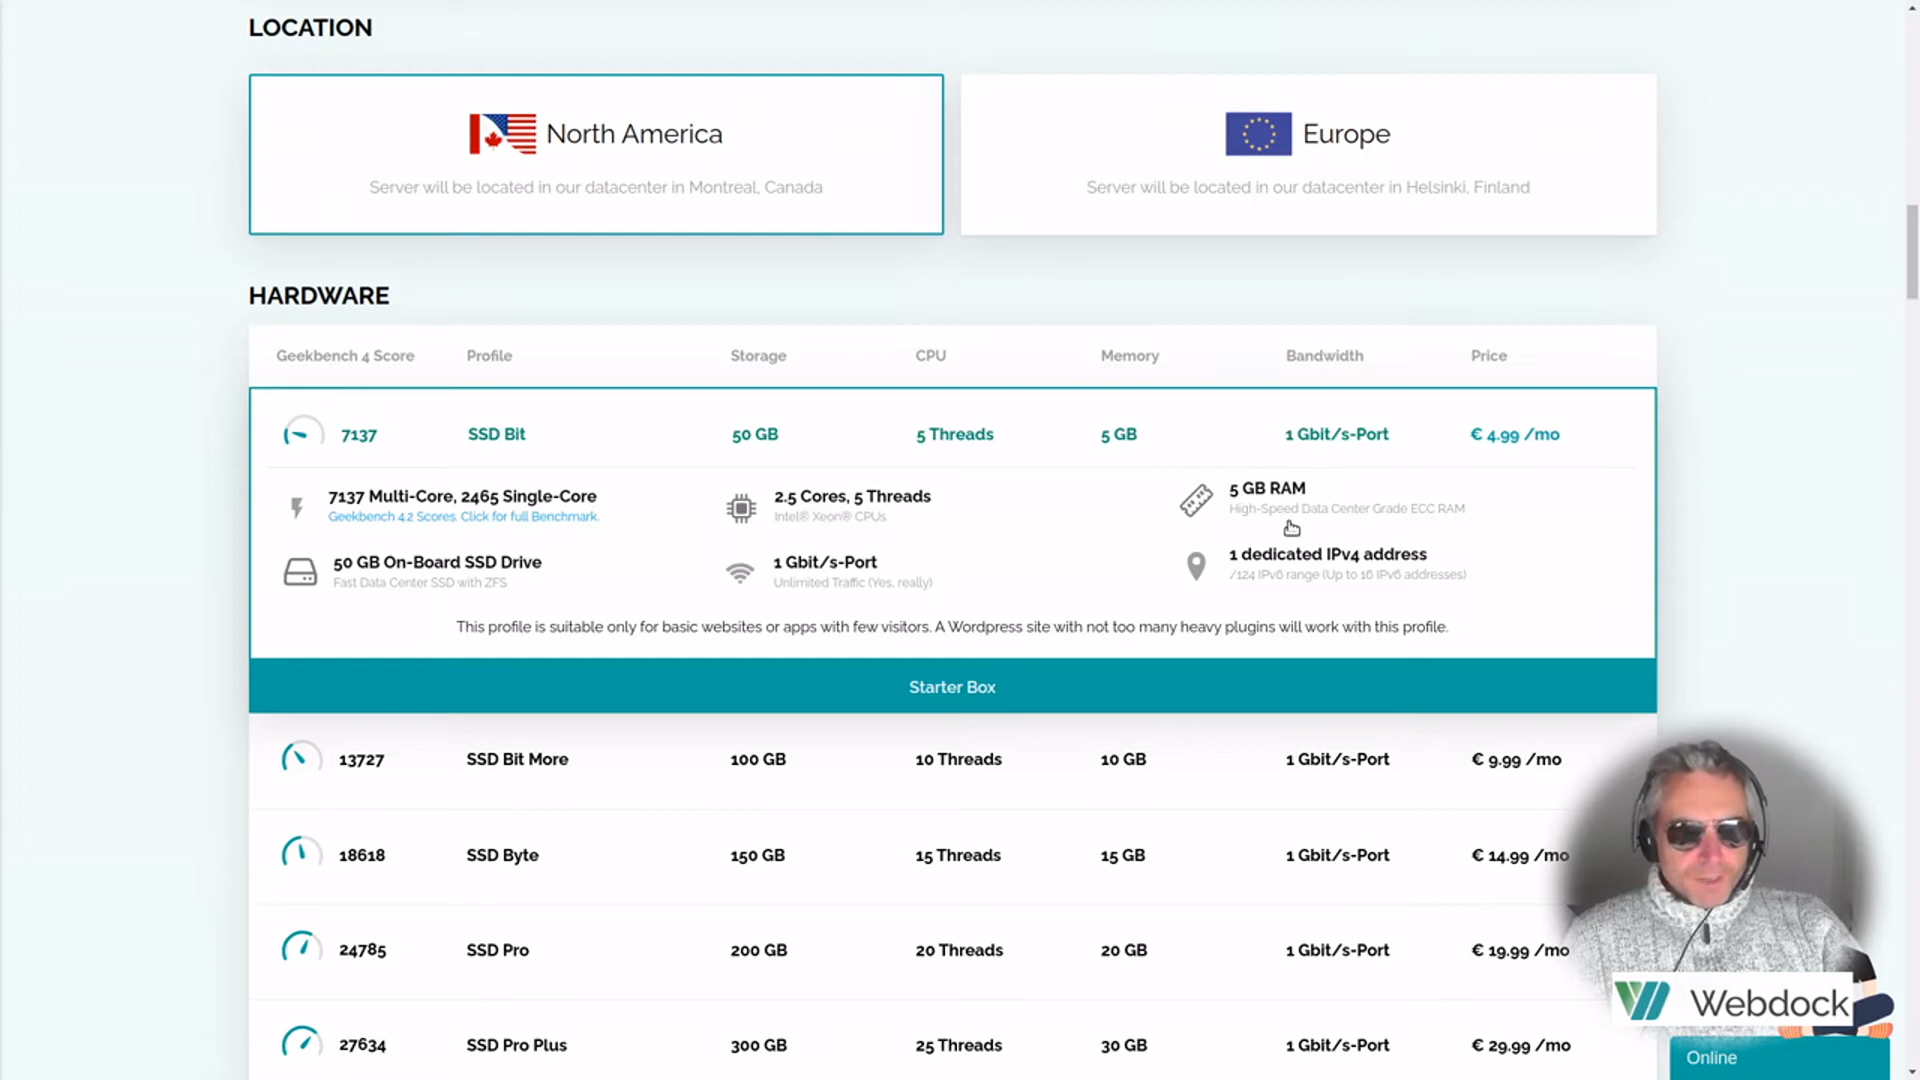 LOCATION
North America
Server will be located in our datacenter in Montreal, Canada
Europe
Server will be located in our datacenter in Helsinki, Finland
HARDWARE
Geekbench 4 Score Profile Storage CPU Memory Bandwidth Price
7137 SSD Bit 50 GB 5 Threads 5 GB 1 Gbit/s-Port € 4.99 /mo
7137 Multi-Core, 2465 Single-Core
Geekbench 4.2 Scores. Click for full Benchmark.
2.5 Cores, 5 Threads
Intel® Xeon® CPUs
5 GB RAM
High-Speed Data Center Grade ECC RAM
50 GB On-Board SSD Drive
Fast Data Center SSD with ZFS
1 Gbit/s-Port
Unlimited Traffic (Yes, really)
1 dedicated IPv4 address
/124 IPv6 range (Up to 16 IPv6 addresses)
This profile is suitable only for basic websites or apps with few visitors. A Wordpress site with not too many heavy plugins will work with this profile.
Starter Box
13727 SSD Bit More 100 GB 10 Threads 10 GB 1 Gbit/s-Port € 9.99 /mo
18618 SSD Byte 150 GB 15 Threads 15 GB 1 Gbit/s-Port € 14.99 /mo
24785 SSD Pro 200 GB 20 Threads 20 GB 1 Gbit/s-Port € 19.99 /mo
27634 SSD Pro Plus 300 GB 25 Threads 30 GB 1 Gbit/s-Port € 29.99 /mo
Webdock
Online